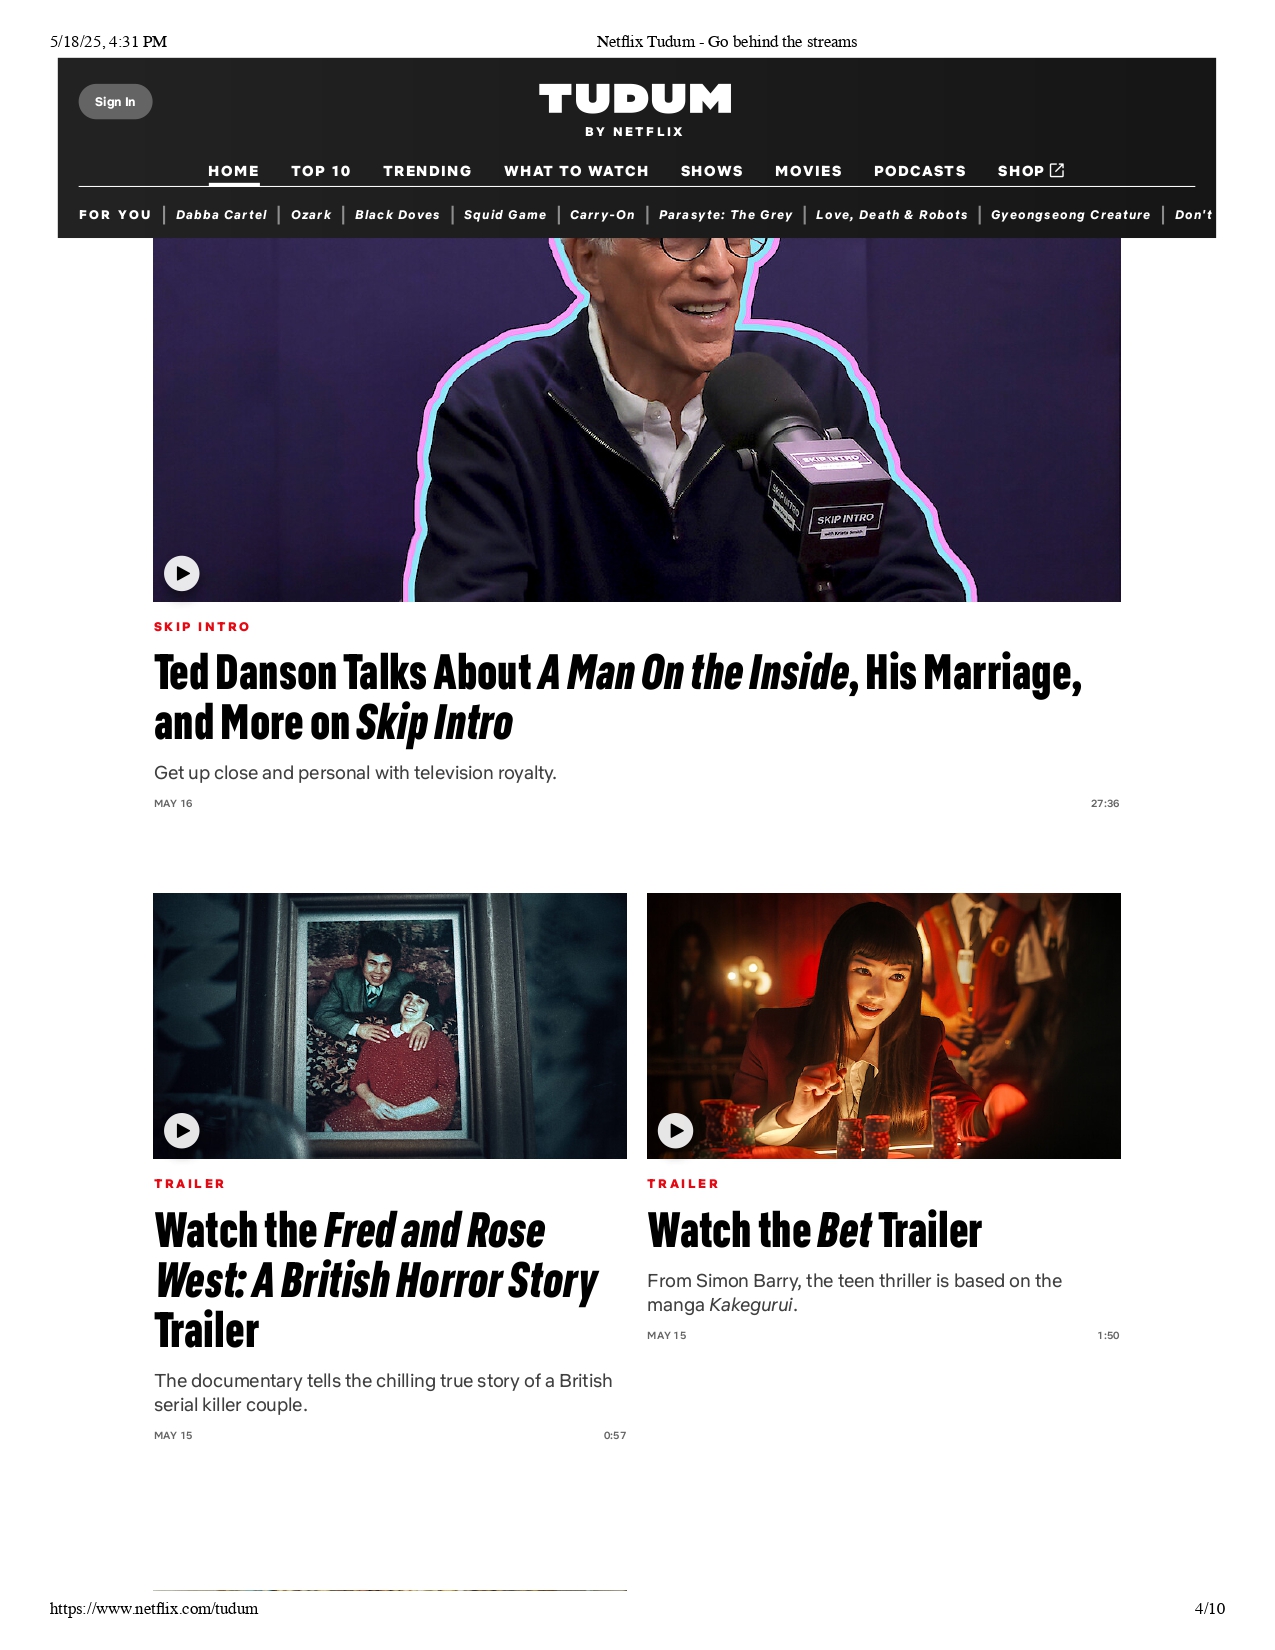 5/18/25, 4:31 PM
Netflix Tudum - Go behind the streams
Sign In
TUDUM
BY NETFLIX
HOME TOP 10 TRENDING WHAT TO WATCH SHOWS MOVIES PODCASTS SHOP
FOR YOU | Dabba Cartel | Ozark | Black Doves | Squid Game | Carry-On | Parasyte: The Grey | Love, Death & Robots | Gyeongseong Creature | Don't
SKIP INTRO
SKIP INTRO
SKIP INTRO
with Krista Smith
SKIP INTRO
Ted Danson Talks About A Man On the Inside, His Marriage,
and More on Skip Intro
Get up close and personal with television royalty.
MAY 16 27:36
TRAILER
Watch the Fred and Rose
West: A British Horror Story
Trailer
The documentary tells the chilling true story of a British
serial killer couple.
MAY 15 0:57
TRAILER
Watch the Bet Trailer
From Simon Barry, the teen thriller is based on the
manga Kakegurui.
MAY 15 1:50
https://www.netflix.com/tudum
4/10